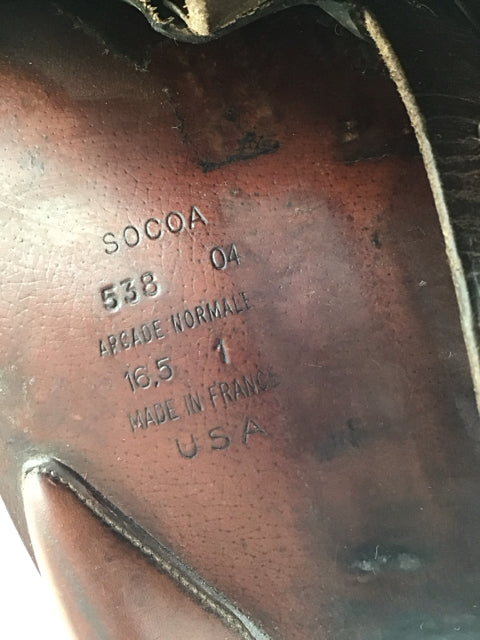 SOCOA
538 04
ARCADE NORMALE
16,5 1
MADE IN FRANCE
USA